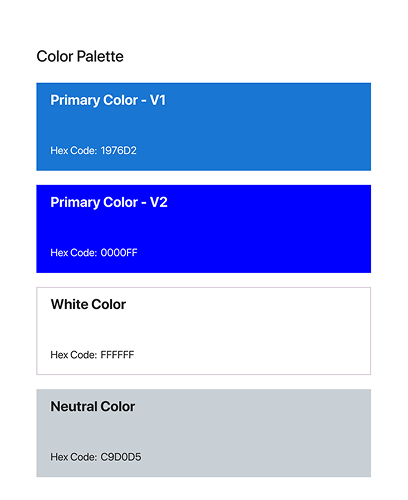 Color Palette
Primary Color - V1
Hex Code: 1976D2
Primary Color - V2
Hex Code: 0000FF
White Color
Hex Code: FFFFFF
Neutral Color
Hex Code: C9D0D5